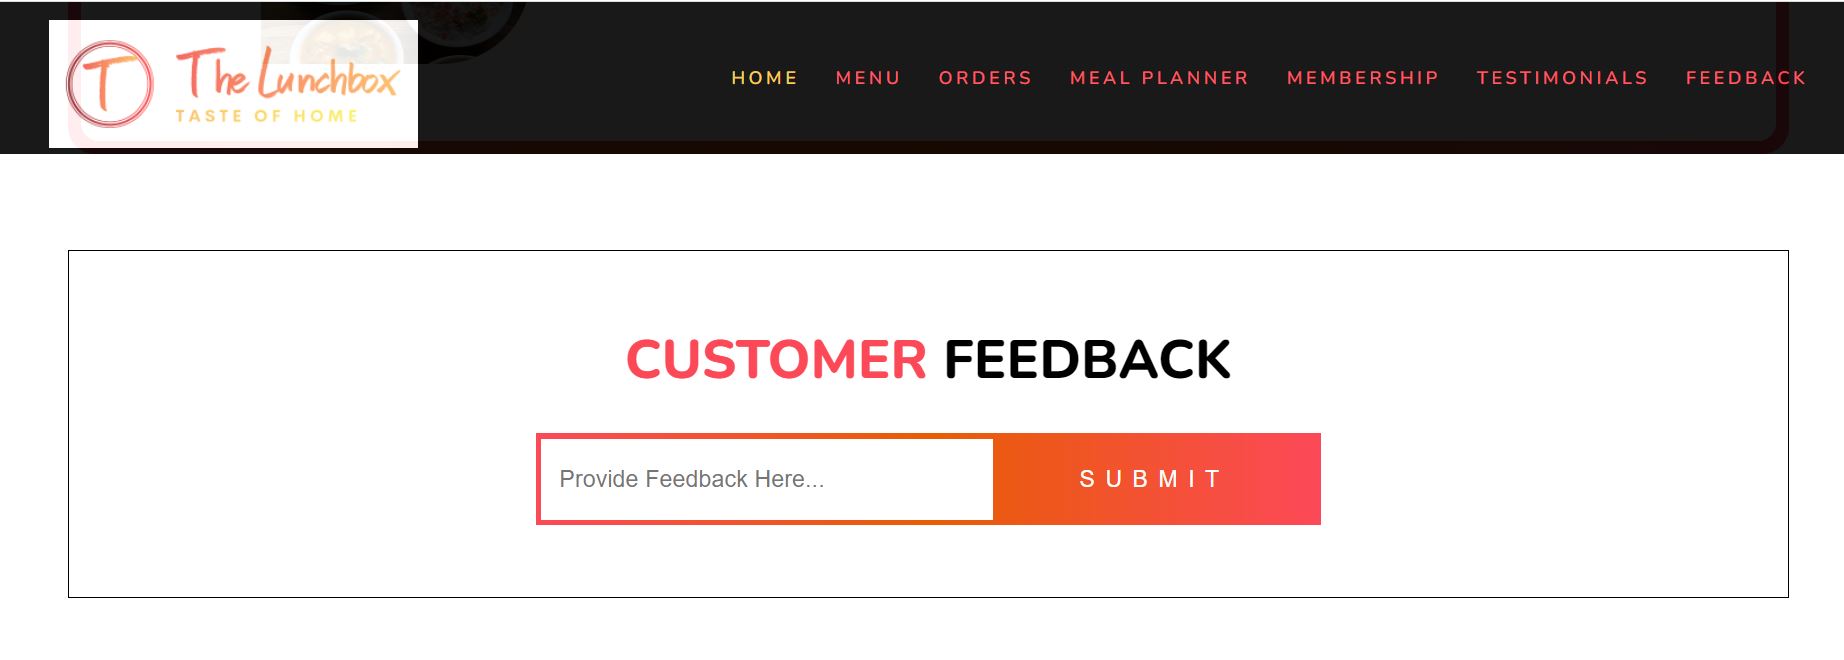 T The Lunchbox
TASTE OF HOME
HOME MENU ORDERS MEAL PLANNER MEMBERSHIP TESTIMONIALS FEEDBACK
CUSTOMER FEEDBACK
Provide Feedback Here... SUBMIT